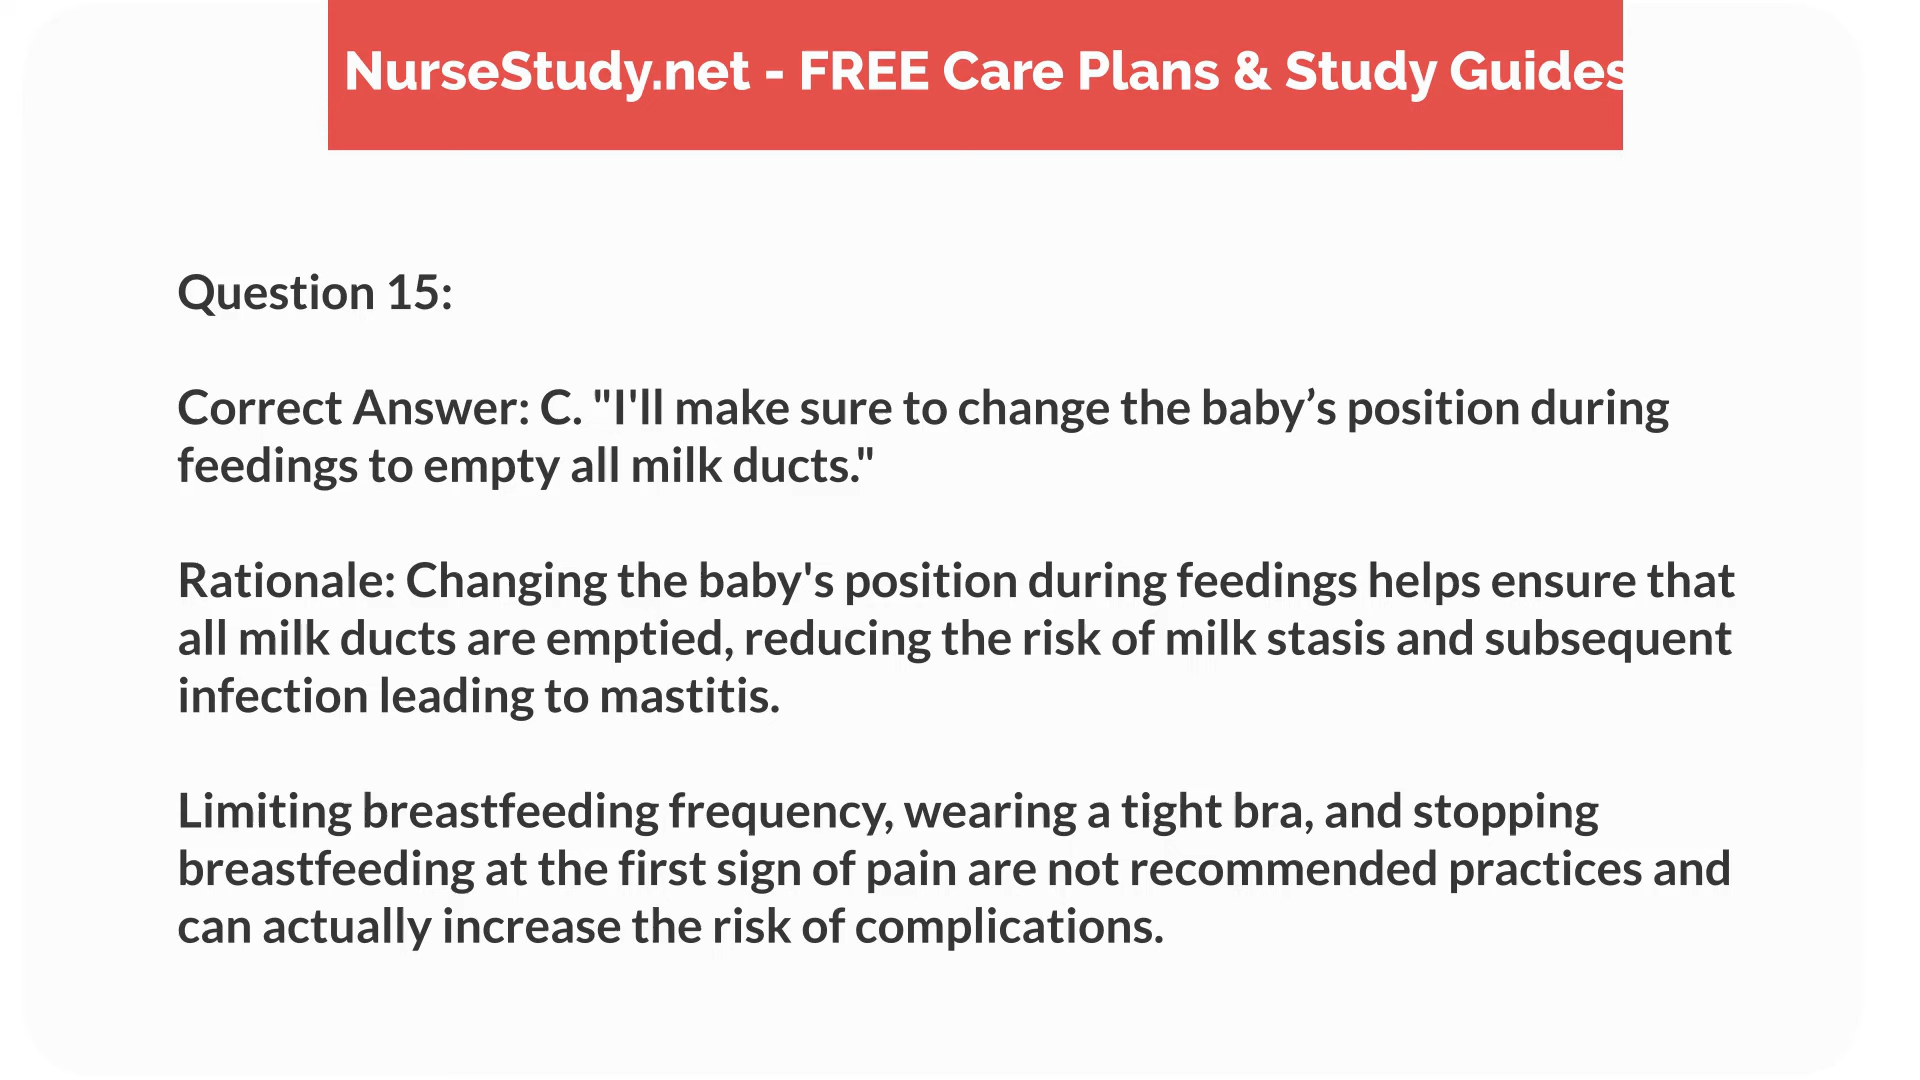 NurseStudy.net - FREE Care Plans & Study Guides
Question 15:
Correct Answer: C. "I'll make sure to change the baby’s position during
feedings to empty all milk ducts."
Rationale: Changing the baby's position during feedings helps ensure that
all milk ducts are emptied, reducing the risk of milk stasis and subsequent
infection leading to mastitis.
Limiting breastfeeding frequency, wearing a tight bra, and stopping
breastfeeding at the first sign of pain are not recommended practices and
can actually increase the risk of complications.